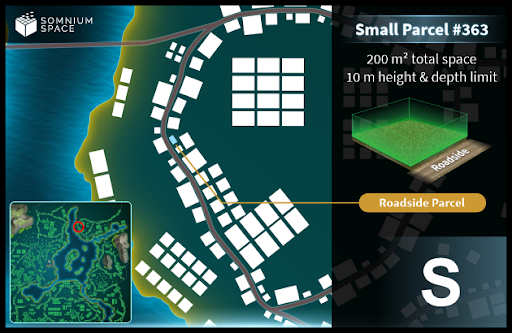 SOMNIUM
SPACE
Small Parcel #363
200 m² total space
10 m height & depth limit
Roadside
Roadside Parcel
S